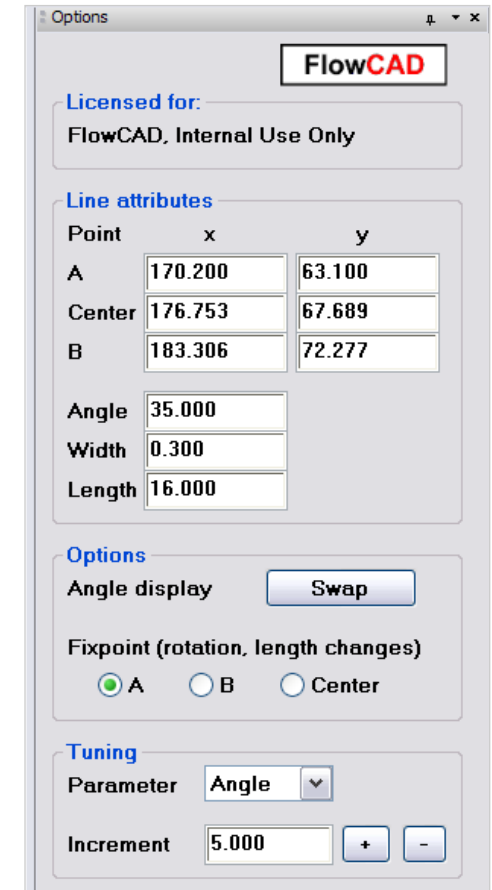 Options
FlowCAD
Licensed for:
FlowCAD, Internal Use Only
Line attributes
Point x y
A 170.200 63.100
Center 176.753 67.689
B 183.306 72.277
Angle 35.000
Width 0.300
Length 16.000
Options
Angle display Swap
Fixpoint (rotation, length changes)
A B Center
Tuning
Parameter Angle
Increment 5.000 + -